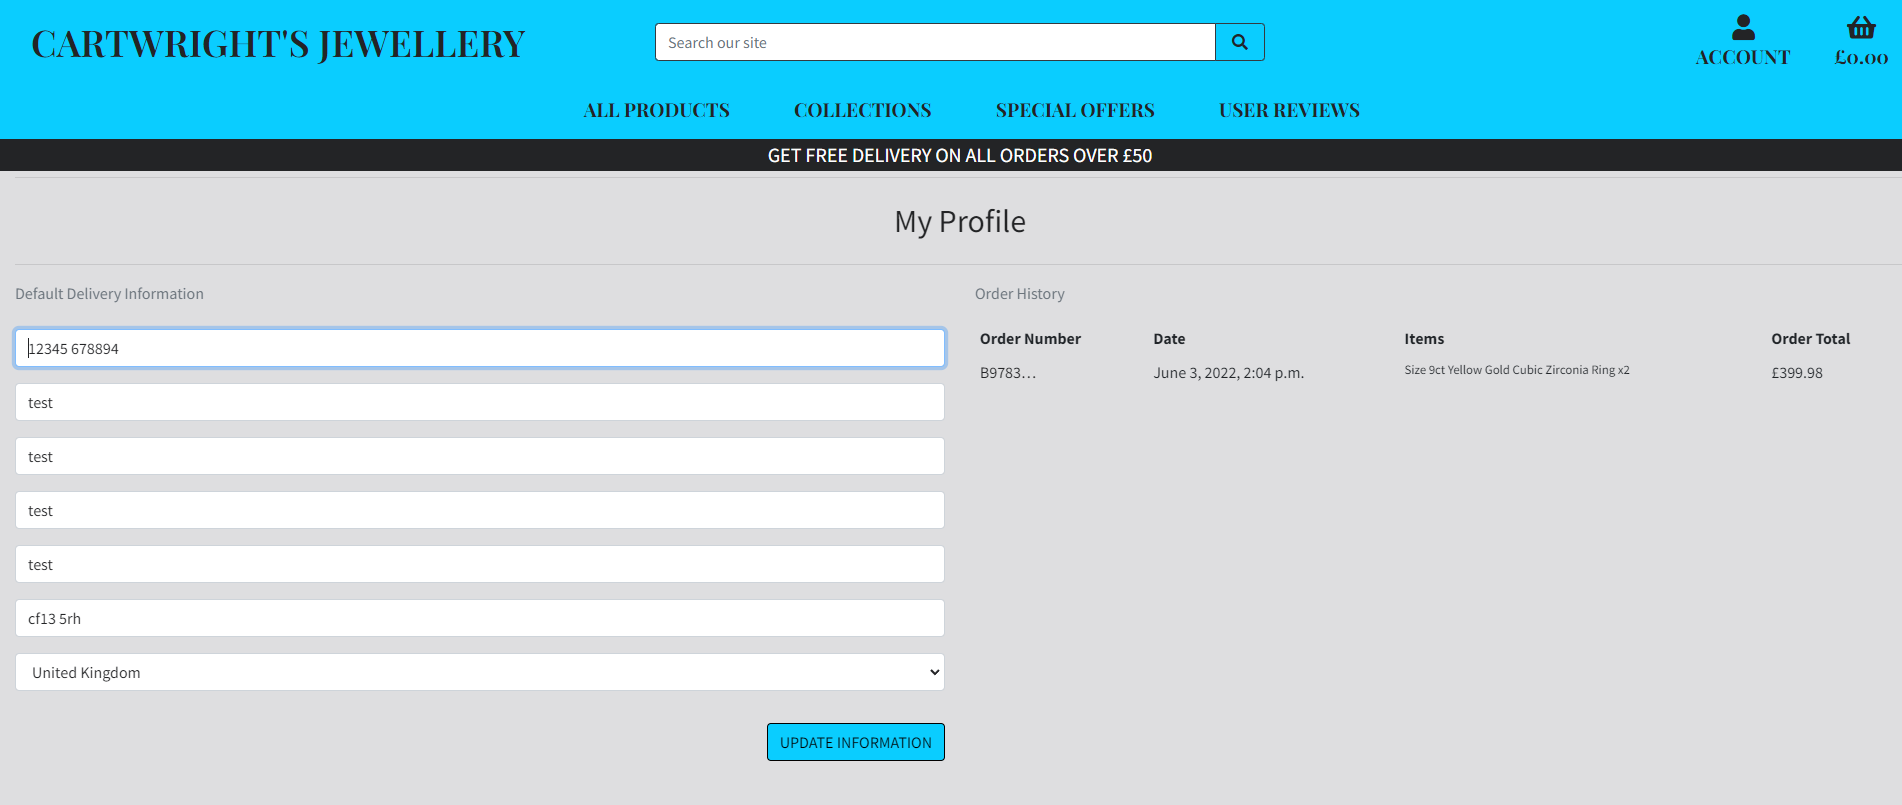 CARTWRIGHT'S JEWELLERY
Search our site
ACCOUNT
£0.00
ALL PRODUCTS COLLECTIONS SPECIAL OFFERS USER REVIEWS
GET FREE DELIVERY ON ALL ORDERS OVER £50
My Profile
Default Delivery Information
12345 678894
test
test
test
test
cf13 5rh
United Kingdom
UPDATE INFORMATION
Order History
Order Number Date Items Order Total
B9783... June 3, 2022, 2:04 p.m. Size 9ct Yellow Gold Cubic Zirconia Ring x2 £399.98